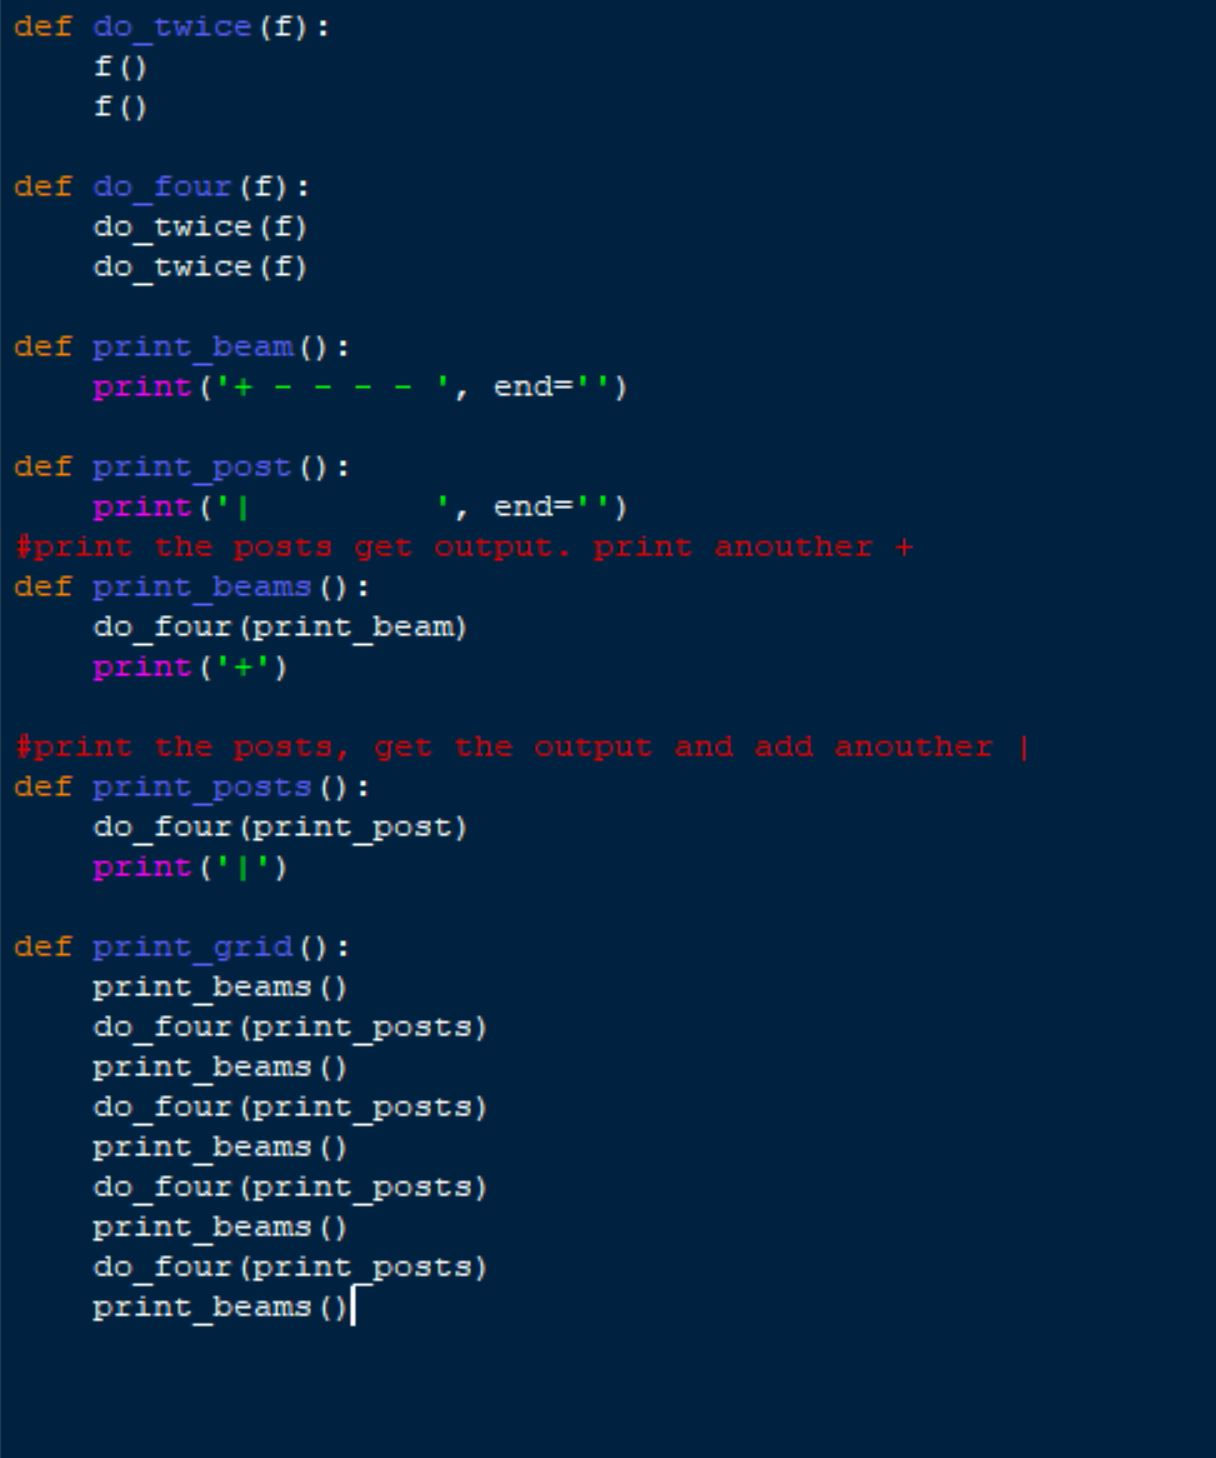 def do_twice(f):
    f()
    f()

def do_four(f):
    do_twice(f)
    do_twice(f)

def print_beam():
    print('+ - - - - ', end='')

def print_post():
    print('|         ', end='')
#print the posts get output. print anouther +
def print_beams():
    do_four(print_beam)
    print('+')

#print the posts, get the output and add anouther |
def print_posts():
    do_four(print_post)
    print('|')

def print_grid():
    print_beams()
    do_four(print_posts)
    print_beams()
    do_four(print_posts)
    print_beams()
    do_four(print_posts)
    print_beams()
    do_four(print_posts)
    print_beams()